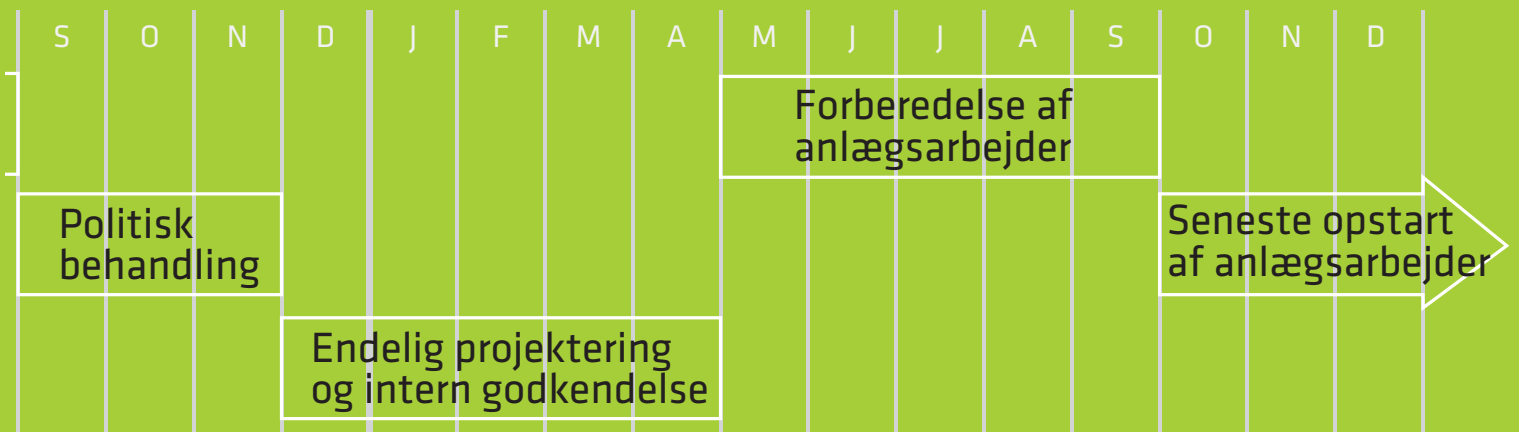 S O N D J F M A M J J A S O N D
Forberedelse af
anlægsarbejder
Politisk
behandling
Seneste opstart
af anlægsarbejder
Endelig projektering
og intern godkendelse